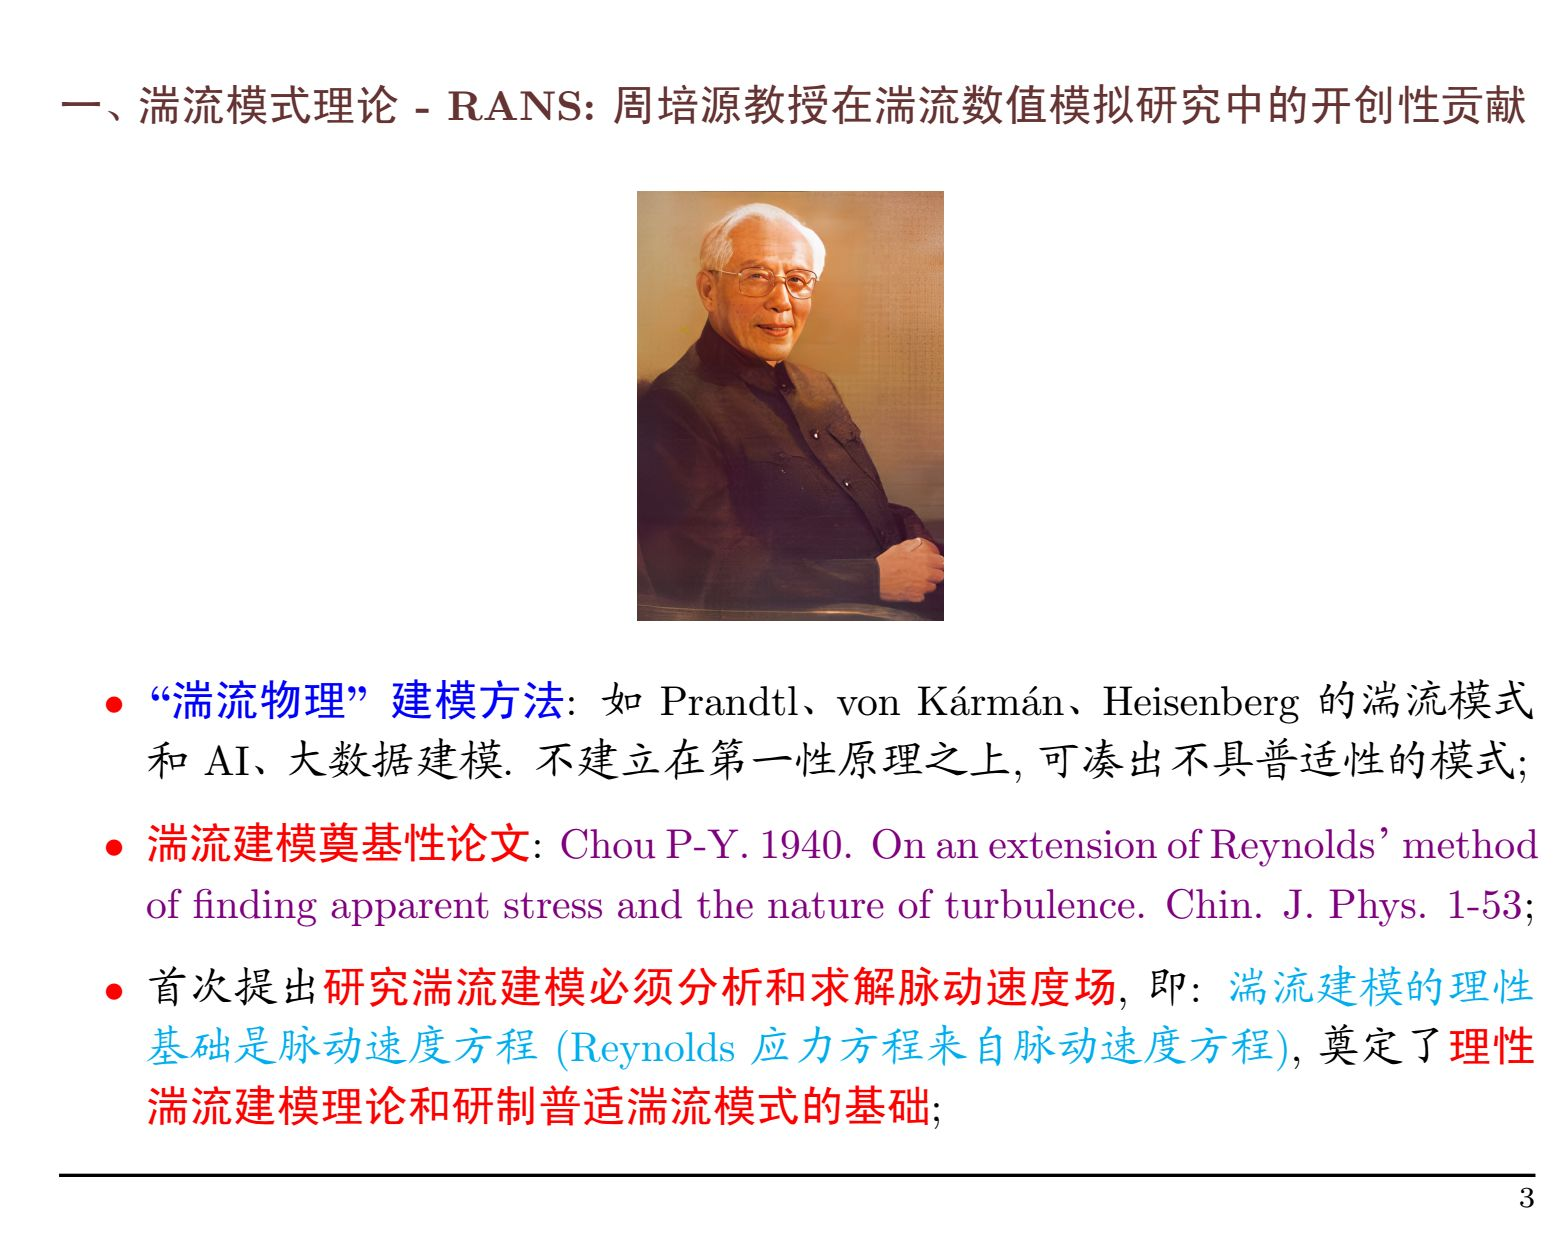 一、湍流模式理论 - RANS: 周培源教授在湍流数值模拟研究中的开创性贡献
• “湍流物理” 建模方法: 如 Prandtl、von Kármán、Heisenberg 的湍流模式
和 AI、大数据建模. 不建立在第一性原理之上, 可凑出不具普适性的模式;
• 湍流建模奠基性论文: Chou P-Y. 1940. On an extension of Reynolds’ method
of finding apparent stress and the nature of turbulence. Chin. J. Phys. 1-53;
• 首次提出研究湍流建模必须分析和求解脉动速度场, 即: 湍流建模的理性
基础是脉动速度方程 (Reynolds 应力方程来自脉动速度方程), 奠定了理性
湍流建模理论和研制普适湍流模式的基础;
3